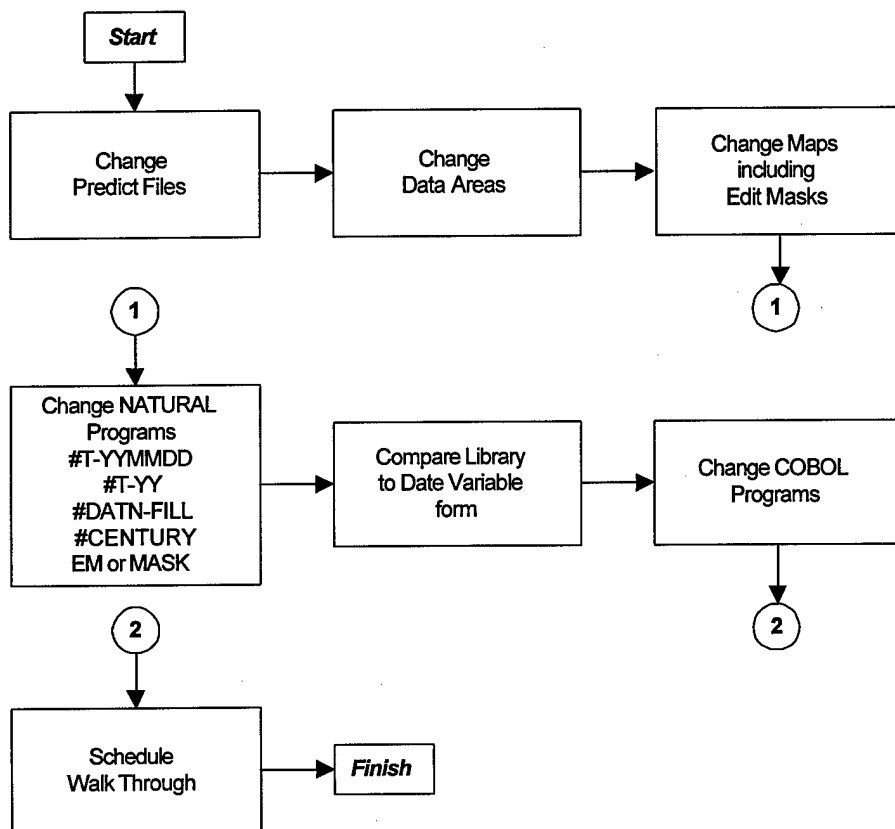 Start
Change
Predict Files
Change
Data Areas
Change Maps
including
Edit Masks
1
1
Change NATURAL
Programs
#T-YYMMDD
#T-YY
#DATN-FILL
#CENTURY
EM or MASK
Compare Library
to Date Variable
form
Change COBOL
Programs
2
2
Schedule
Walk Through
Finish